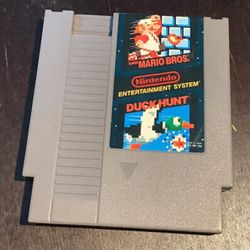 SUPER
MARIO BROS.
Nintendo
ENTERTAINMENT SYSTEM
DUCK HUNT